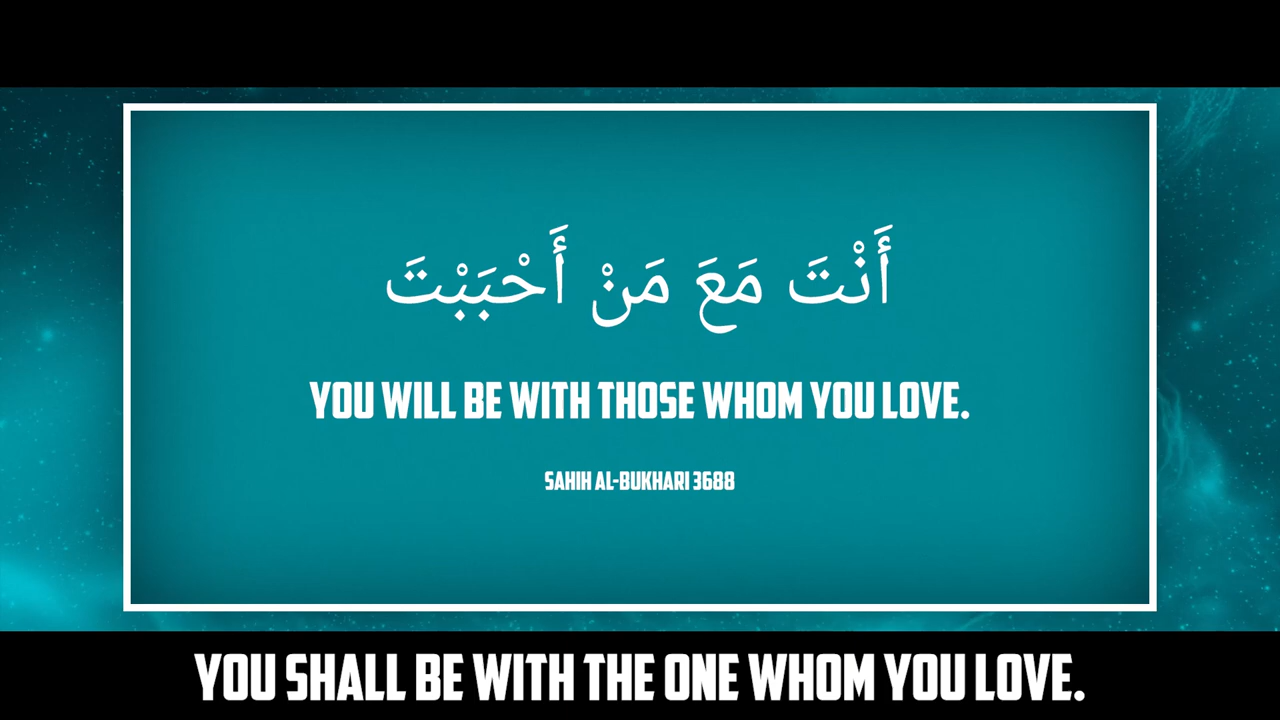 أَنْتَ مَعَ مَنْ أَحْبَبْتَ
YOU WILL BE WITH THOSE WHOM YOU LOVE.
SAHIH AL-BUKHARI 3688
YOU SHALL BE WITH THE ONE WHOM YOU LOVE.